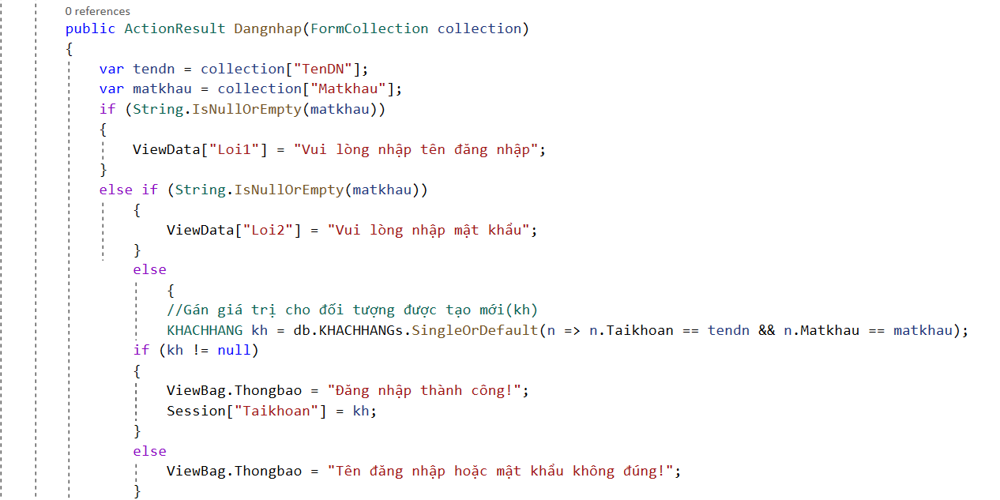 0 references
public ActionResult Dangnhap(FormCollection collection)
{
var tendn = collection["TenDN"];
var matkhau = collection["Matkhau"];
if (String.IsNullOrEmpty(matkhau))
{
ViewData["Loi1"] = "Vui lòng nhập tên đăng nhập";
}
else if (String.IsNullOrEmpty(matkhau))
{
ViewData["Loi2"] = "Vui lòng nhập mật khẩu";
}
else
{
//Gán giá trị cho đối tượng được tạo mới(kh)
KHACHHANG kh = db.KHACHHANGs.SingleOrDefault(n => n.Taikhoan == tendn && n.Matkhau == matkhau);
if (kh != null)
{
ViewBag.Thongbao = "Đăng nhập thành công!";
Session["Taikhoan"] = kh;
}
else
ViewBag.Thongbao = "Tên đăng nhập hoặc mật khẩu không đúng!";
}